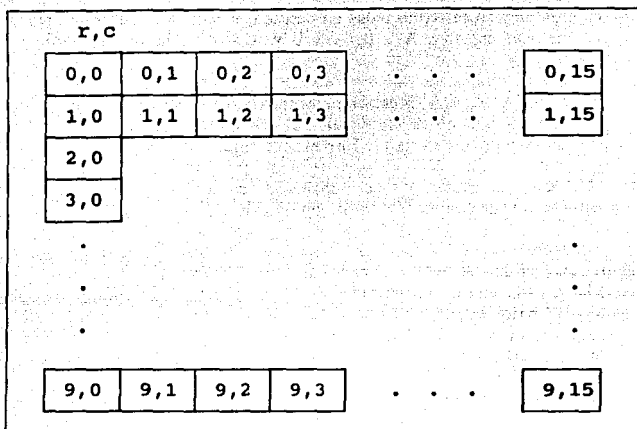 r,c
0,0 0,1 0,2 0,3 . . . 0,15
1,0 1,1 1,2 1,3 . . . 1,15
2,0
3,0
. .
. .
. .
9,0 9,1 9,2 9,3 . . . 9,15